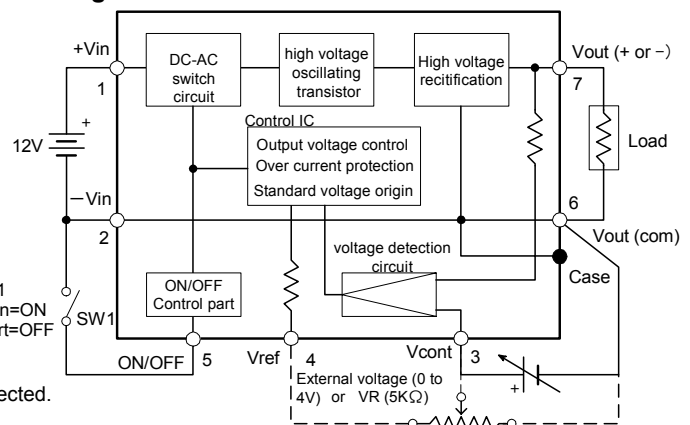 +Vin
1
DC-AC
switch
circuit
high voltage
oscillating
transistor
High voltage
recitification
Vout (+ or −)
7
Control IC
Output voltage control
Over current protection
Standard voltage origin
12V
+
Load
−Vin
2
6
Vout (com)
voltage detection
circuit
Case
ON/OFF
Control part
1
n=ON
rt=OFF
SW1
ON/OFF
5
Vref
4
Vcont
3
External voltage (0 to
4V) or VR (5KΩ)
+
ected.